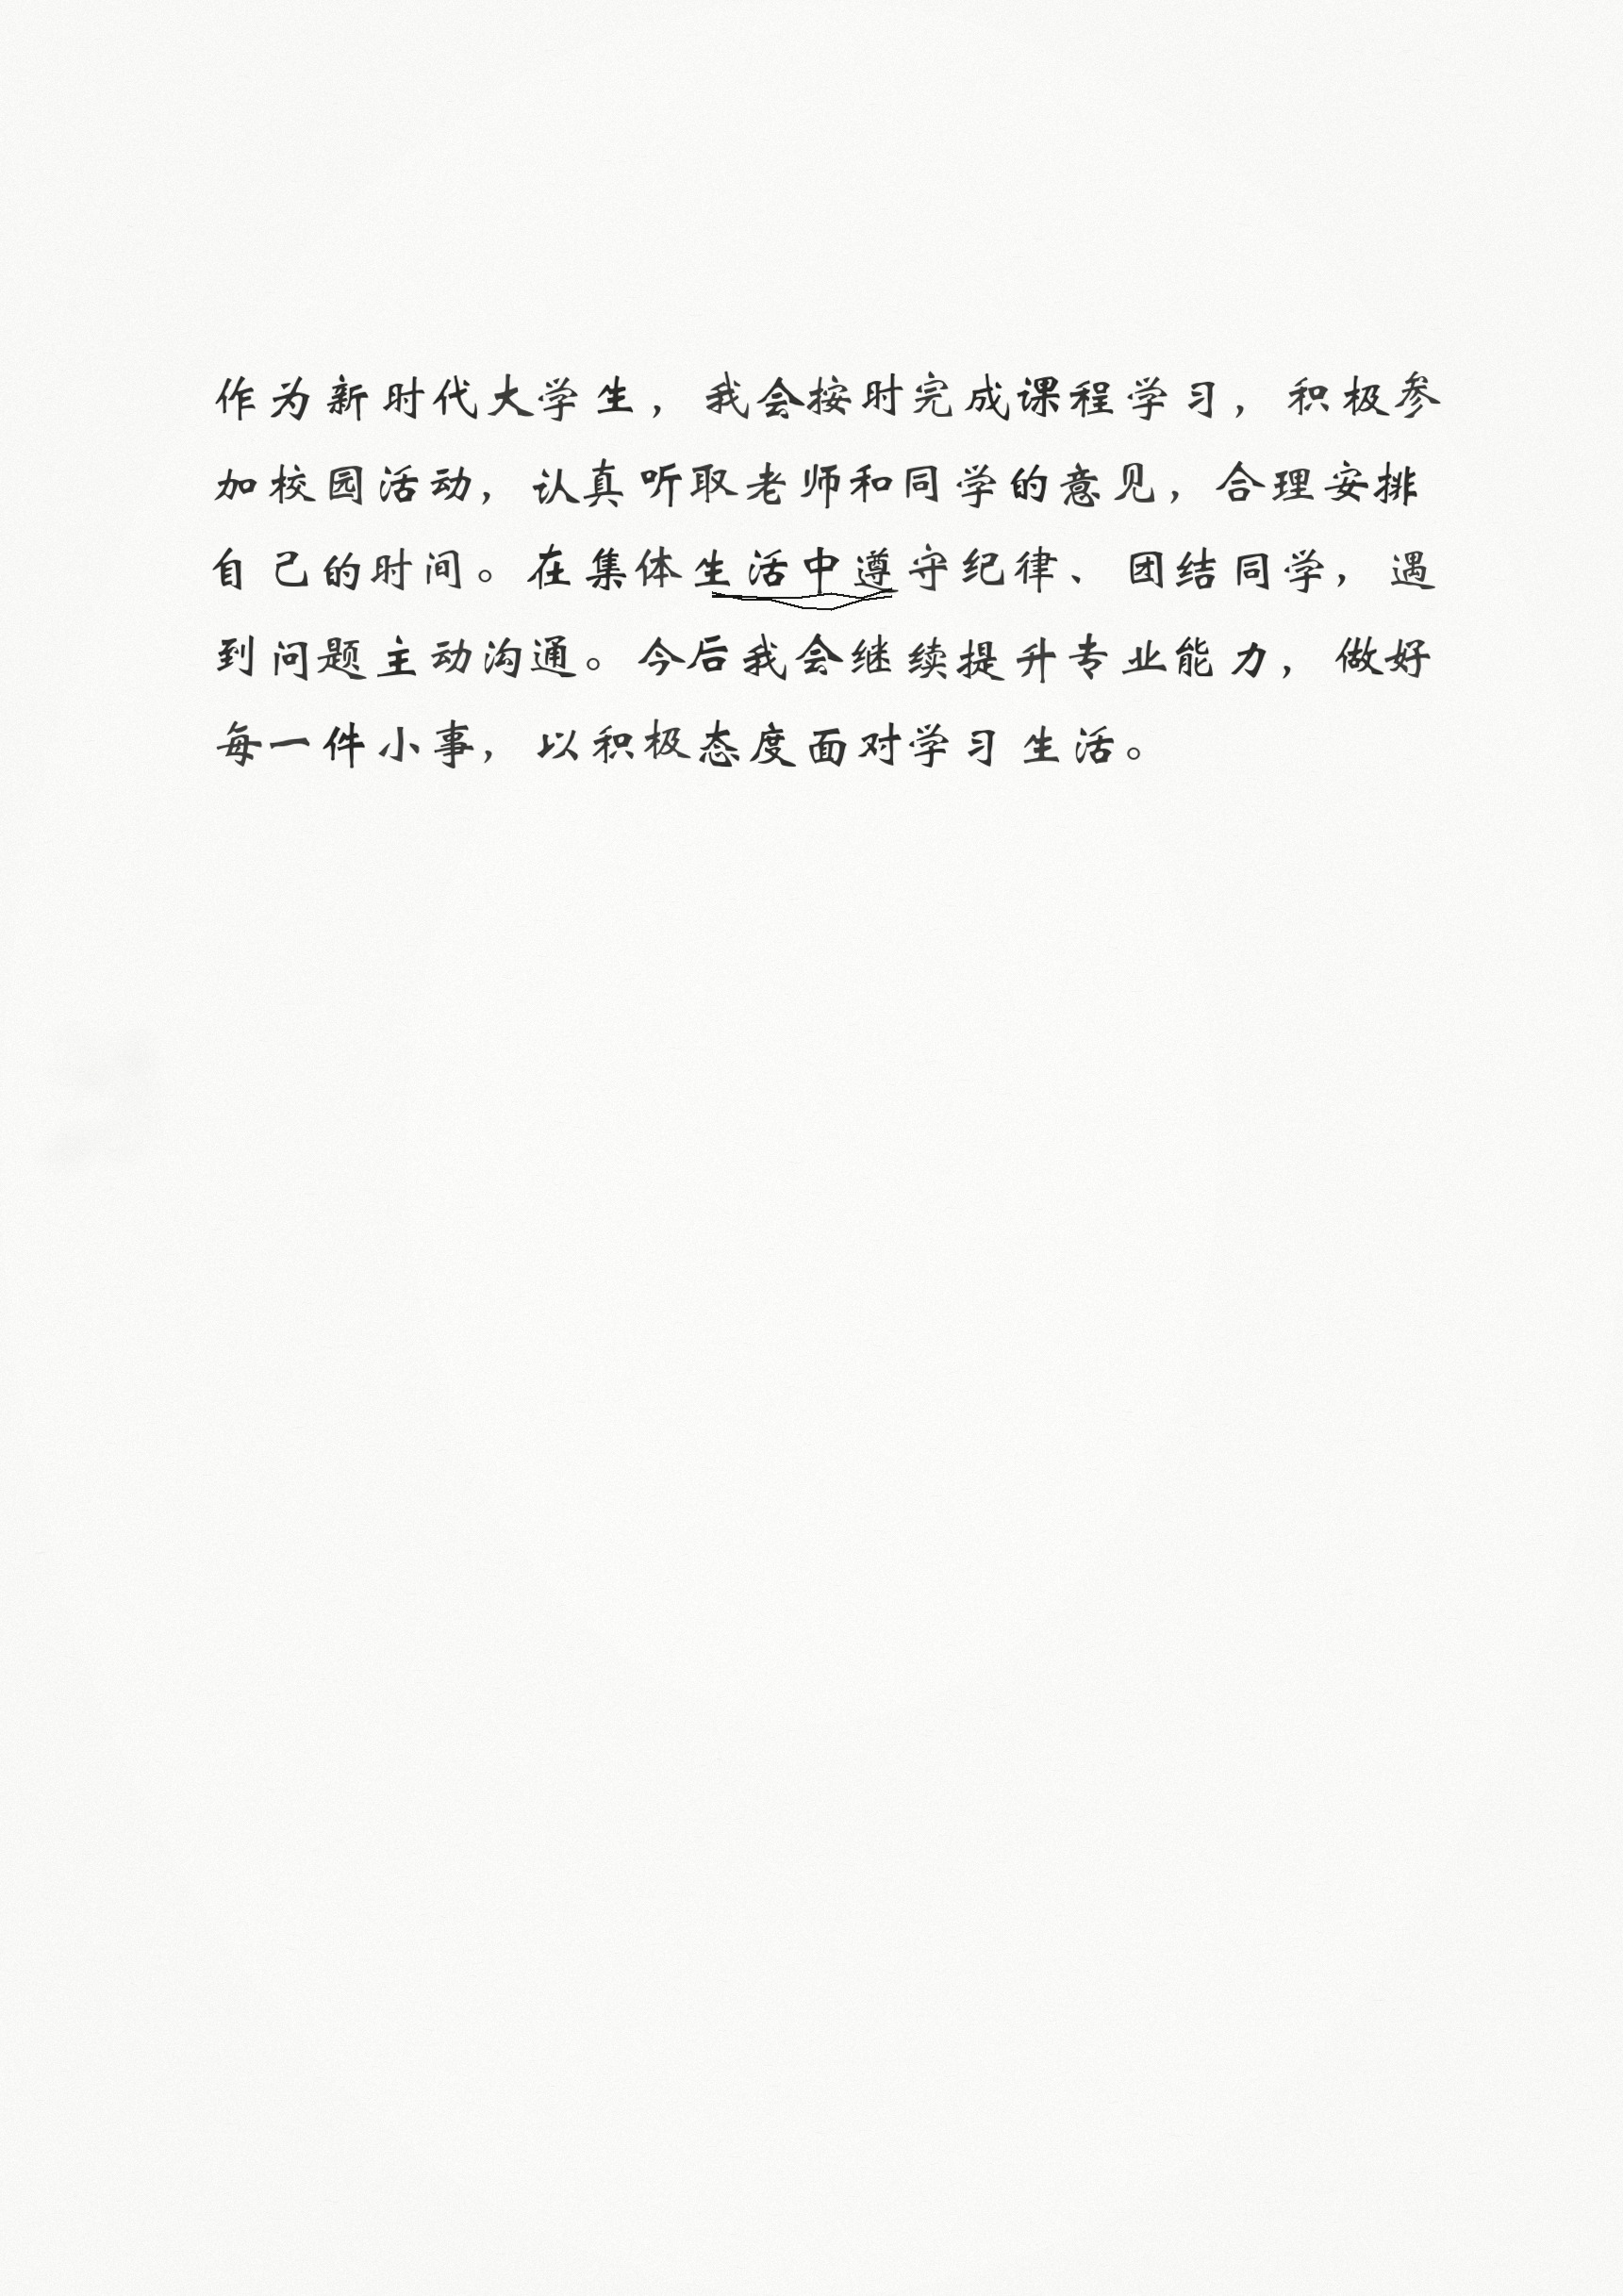 作为新时代大学生，我会按时完成课程学习，积极参
加校园活动，认真听取老师和同学的意见，合理安排
自己的时间。在集体生活中遵守纪律、团结同学，遇
到问题主动沟通。今后我会继续提升专业能力，做好
每一件小事，以积极态度面对学习生活。